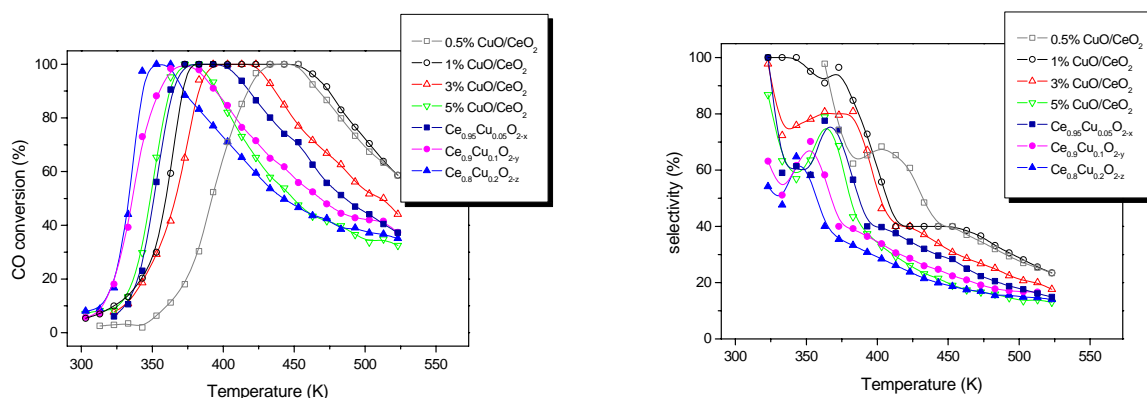 0.5% CuO/CeO2
1% CuO/CeO2
3% CuO/CeO2
5% CuO/CeO2
Ce0.95Cu0.05O2-x
Ce0.9Cu0.1O2-y
Ce0.8Cu0.2O2-z
100
80
60
40
20
0
CO conversion (%)
300 350 400 450 500 550
Temperature (K)
0.5% CuO/CeO2
1% CuO/CeO2
3% CuO/CeO2
5% CuO/CeO2
Ce0.95Cu0.05O2-x
Ce0.9Cu0.1O2-y
Ce0.8Cu0.2O2-z
100
80
60
40
20
0
selectivity (%)
300 350 400 450 500 550
Temperature (K)